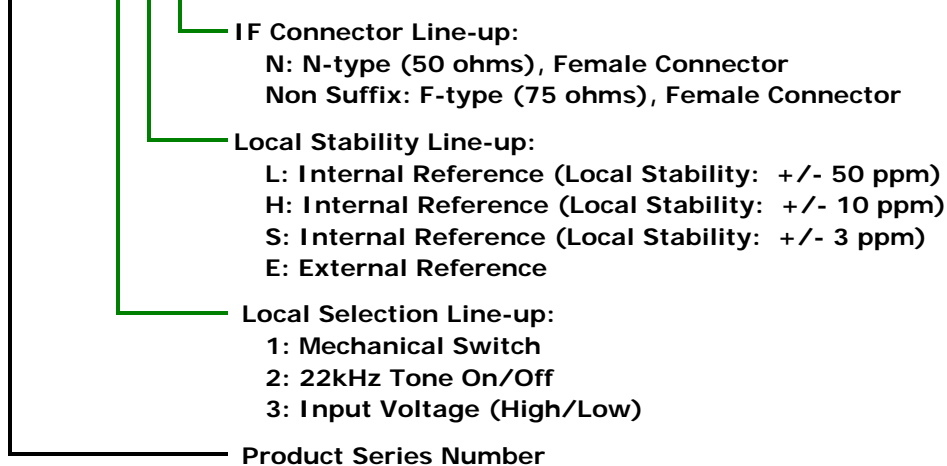 IF Connector Line-up:
N: N-type (50 ohms), Female Connector
Non Suffix: F-type (75 ohms), Female Connector
Local Stability Line-up:
L: Internal Reference (Local Stability: +/- 50 ppm)
H: Internal Reference (Local Stability: +/- 10 ppm)
S: Internal Reference (Local Stability: +/- 3 ppm)
E: External Reference
Local Selection Line-up:
1: Mechanical Switch
2: 22kHz Tone On/Off
3: Input Voltage (High/Low)
Product Series Number